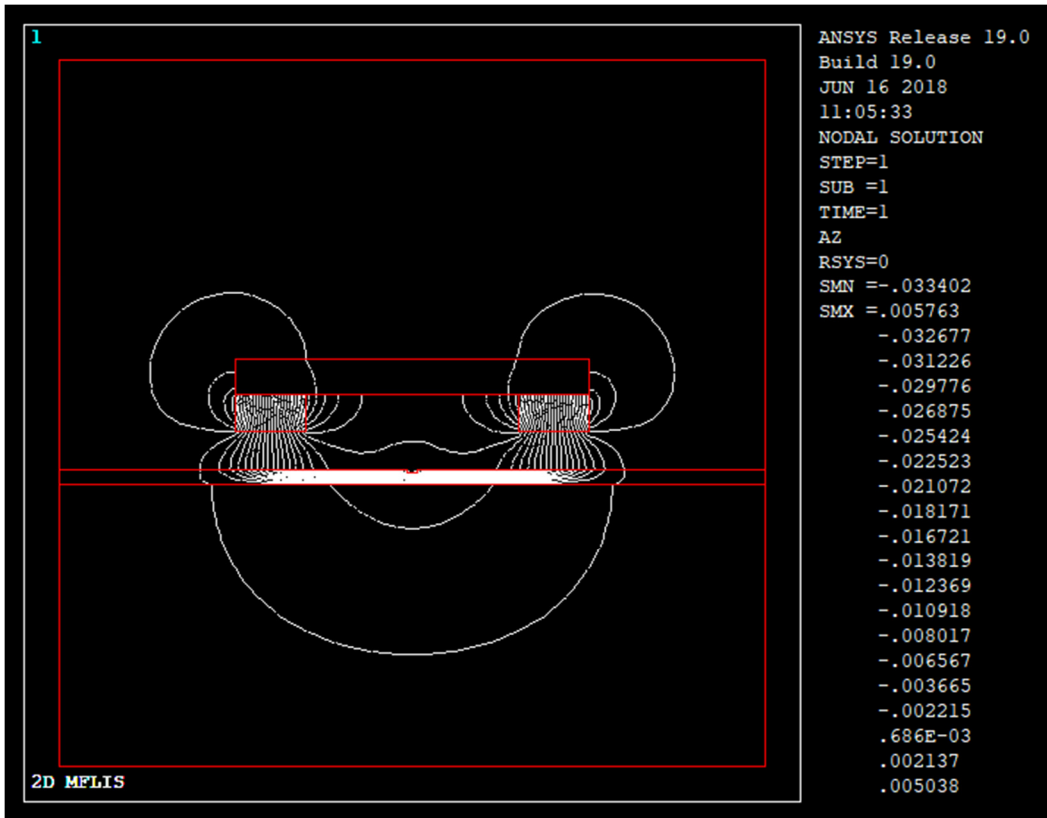 1
ANSYS Release 19.0
Build 19.0
JUN 16 2018
11:05:33
NODAL SOLUTION
STEP=1
SUB =1
TIME=1
AZ
RSYS=0
SMN =-.033402
SMX =.005763
-.032677
-.031226
-.029776
-.026875
-.025424
-.022523
-.021072
-.018171
-.016721
-.013819
-.012369
-.010918
-.008017
-.006567
-.003665
-.002215
.686E-03
.002137
.005038
2D MFLIS